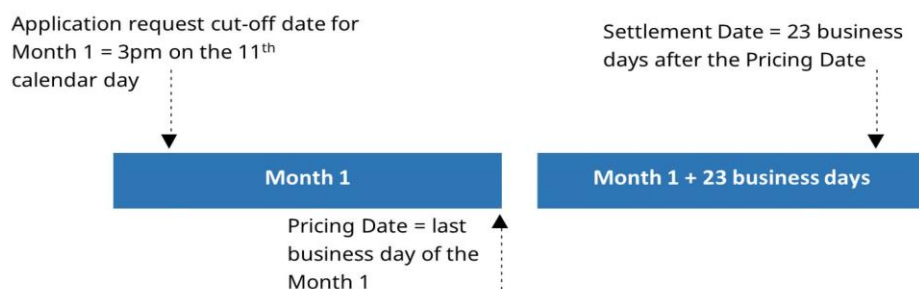 Application request cut-off date for
Month 1 = 3pm on the 11th
calendar day
Settlement Date = 23 business
days after the Pricing Date
Month 1
Month 1 + 23 business days
Pricing Date = last
business day of the
Month 1